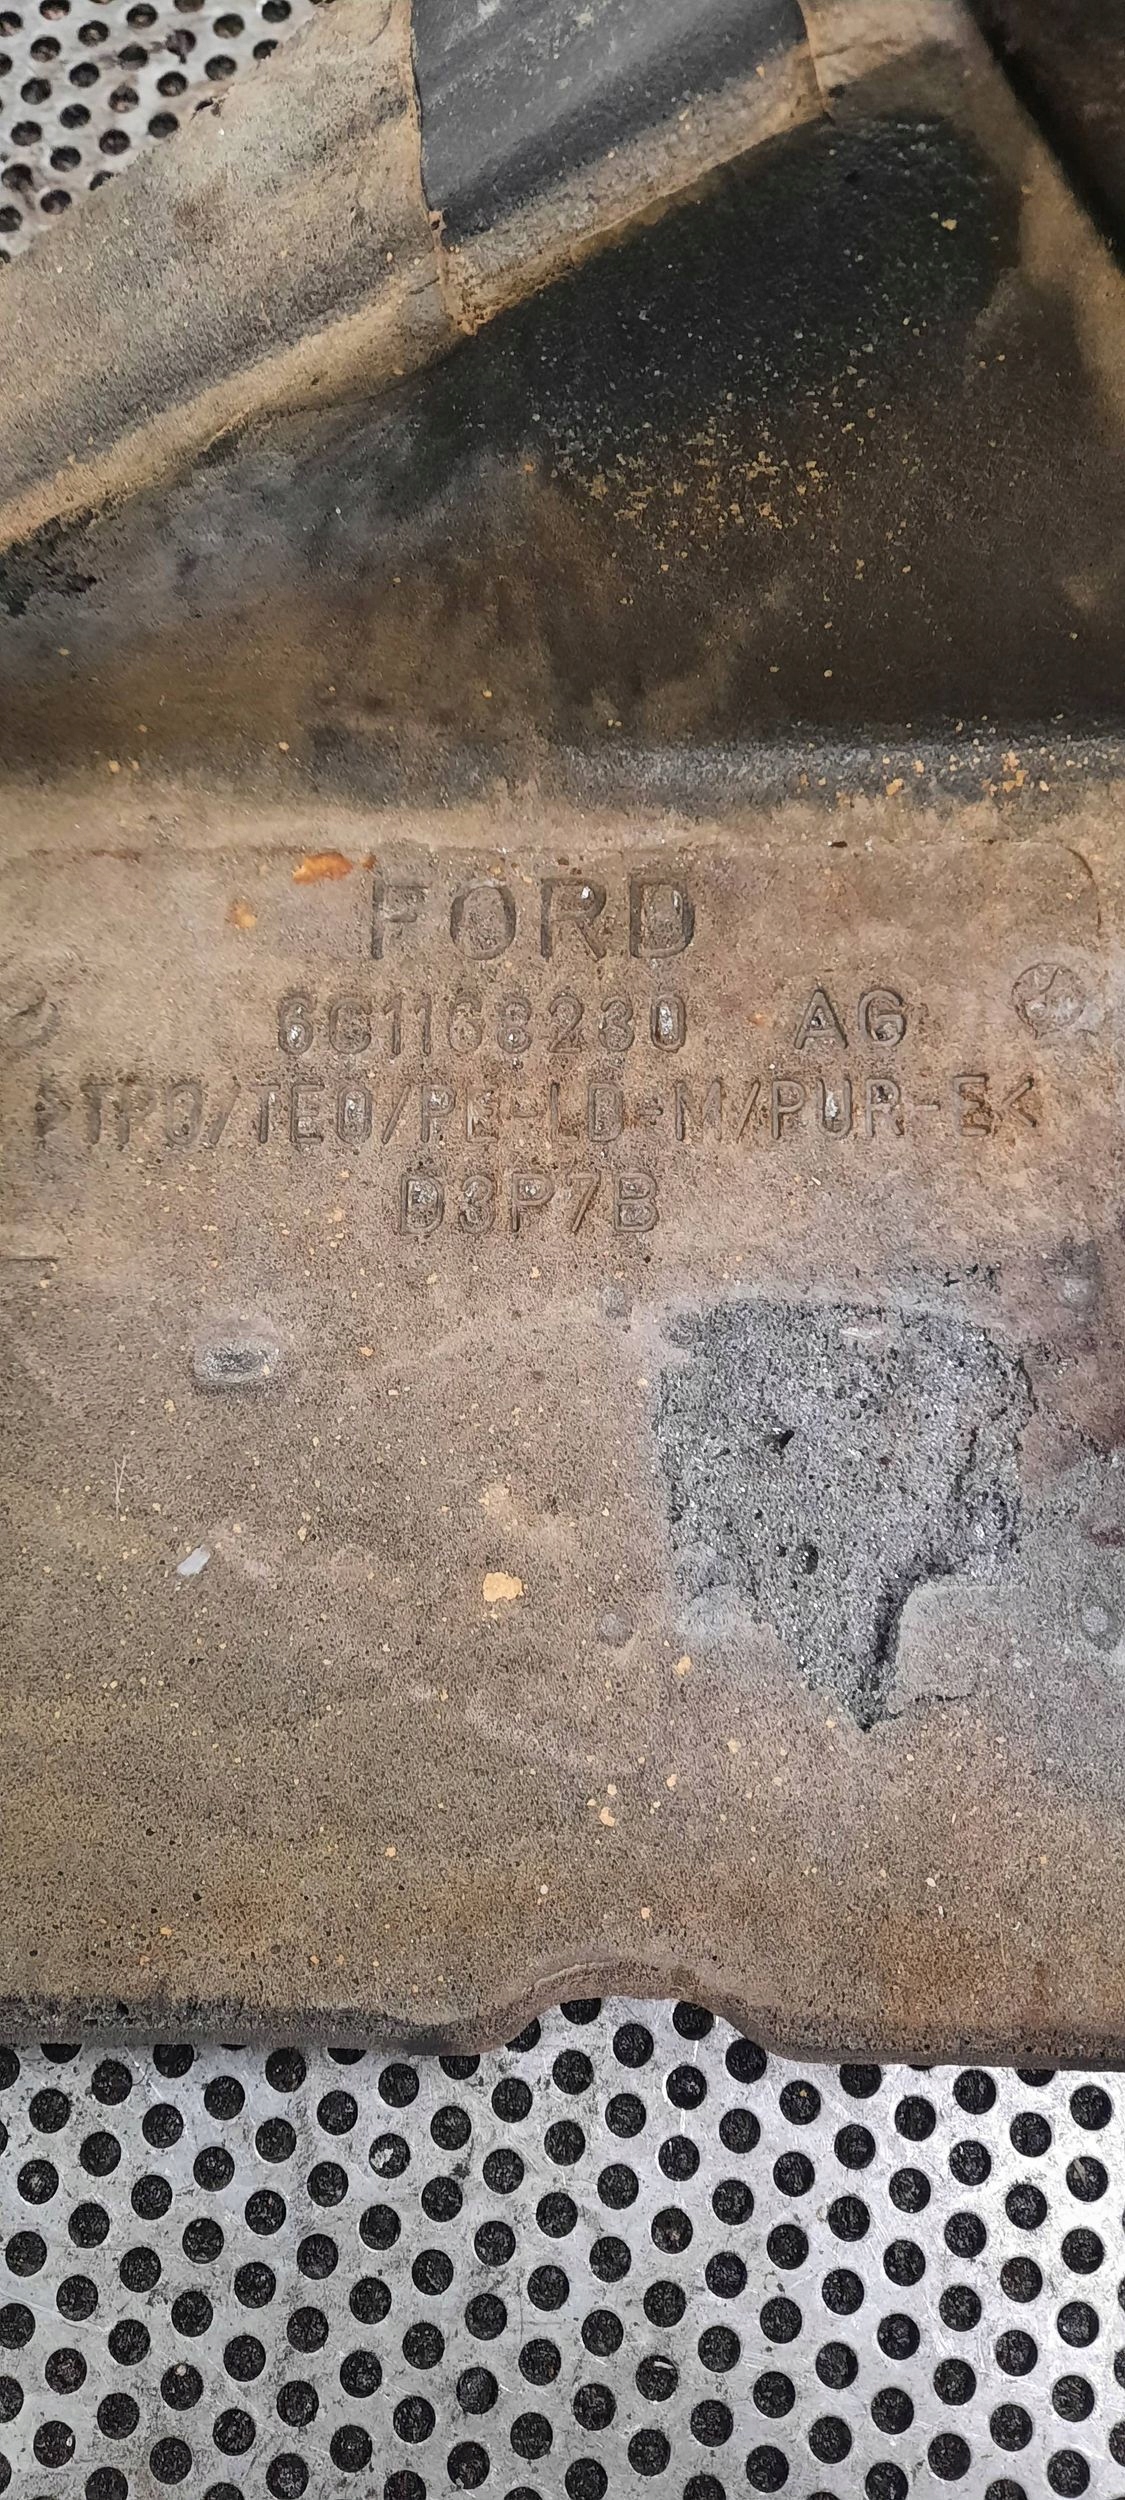 FORD
6C1168230 AG
>TPO/TEO/PE-LD-M/PUR-E<
D3P7B